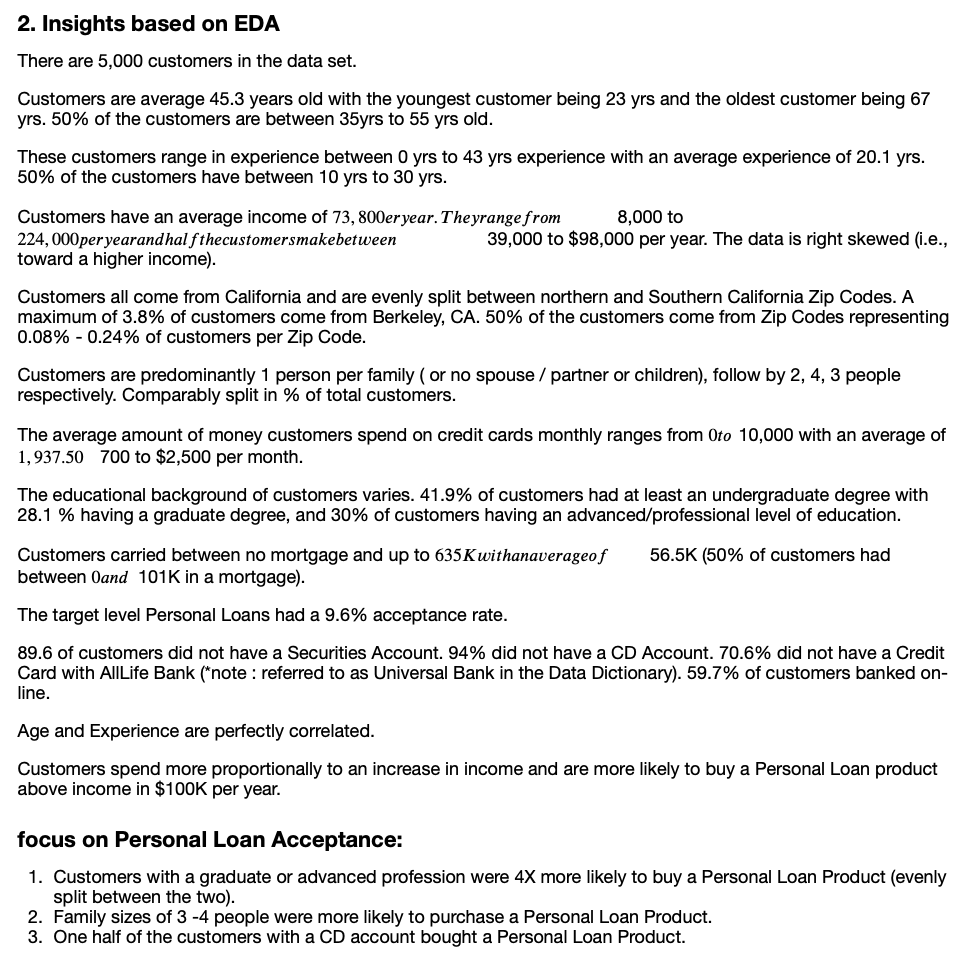 2. Insights based on EDA
There are 5,000 customers in the data set.
Customers are average 45.3 years old with the youngest customer being 23 yrs and the oldest customer being 67
yrs. 50% of the customers are between 35yrs to 55 yrs old.
These customers range in experience between 0 yrs to 43 yrs experience with an average experience of 20.1 yrs.
50% of the customers have between 10 yrs to 30 yrs.
Customers have an average income of 73, 800eryear. Theyrangefrom 8,000 to
224, 000peryearandhalfthecustomersmakebetween 39,000 to $98,000 per year. The data is right skewed (i.e.,
toward a higher income).
Customers all come from California and are evenly split between northern and Southern California Zip Codes. A
maximum of 3.8% of customers come from Berkeley, CA. 50% of the customers come from Zip Codes representing
0.08% - 0.24% of customers per Zip Code.
Customers are predominantly 1 person per family ( or no spouse / partner or children), follow by 2, 4, 3 people
respectively. Comparably split in % of total customers.
The average amount of money customers spend on credit cards monthly ranges from 0to 10,000 with an average of
1, 937.50 700 to $2,500 per month.
The educational background of customers varies. 41.9% of customers had at least an undergraduate degree with
28.1 % having a graduate degree, and 30% of customers having an advanced/professional level of education.
Customers carried between no mortgage and up to 635Kwithanaverageof 56.5K (50% of customers had
between 0and 101K in a mortgage).
The target level Personal Loans had a 9.6% acceptance rate.
89.6 of customers did not have a Securities Account. 94% did not have a CD Account. 70.6% did not have a Credit
Card with AllLife Bank (*note : referred to as Universal Bank in the Data Dictionary). 59.7% of customers banked on-
line.
Age and Experience are perfectly correlated.
Customers spend more proportionally to an increase in income and are more likely to buy a Personal Loan product
above income in $100K per year.
focus on Personal Loan Acceptance:
1. Customers with a graduate or advanced profession were 4X more likely to buy a Personal Loan Product (evenly
split between the two).
2. Family sizes of 3 -4 people were more likely to purchase a Personal Loan Product.
3. One half of the customers with a CD account bought a Personal Loan Product.